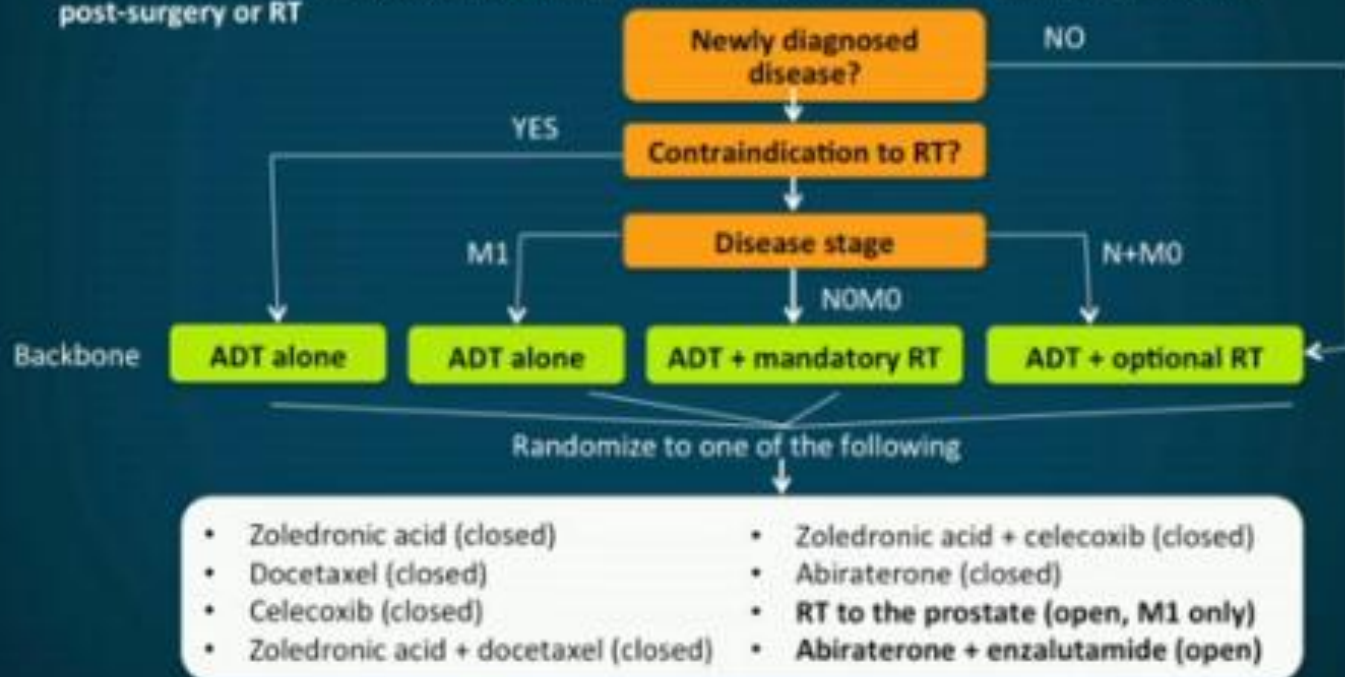 post-surgery or RT
Newly diagnosed
disease?
NO
YES
Contraindication to RT?
M1
Disease stage
N+M0
N0M0
Backbone
ADT alone
ADT alone
ADT + mandatory RT
ADT + optional RT
Randomize to one of the following
• Zoledronic acid (closed)
• Docetaxel (closed)
• Celecoxib (closed)
• Zoledronic acid + docetaxel (closed)
• Zoledronic acid + celecoxib (closed)
• Abiraterone (closed)
• RT to the prostate (open, M1 only)
• Abiraterone + enzalutamide (open)